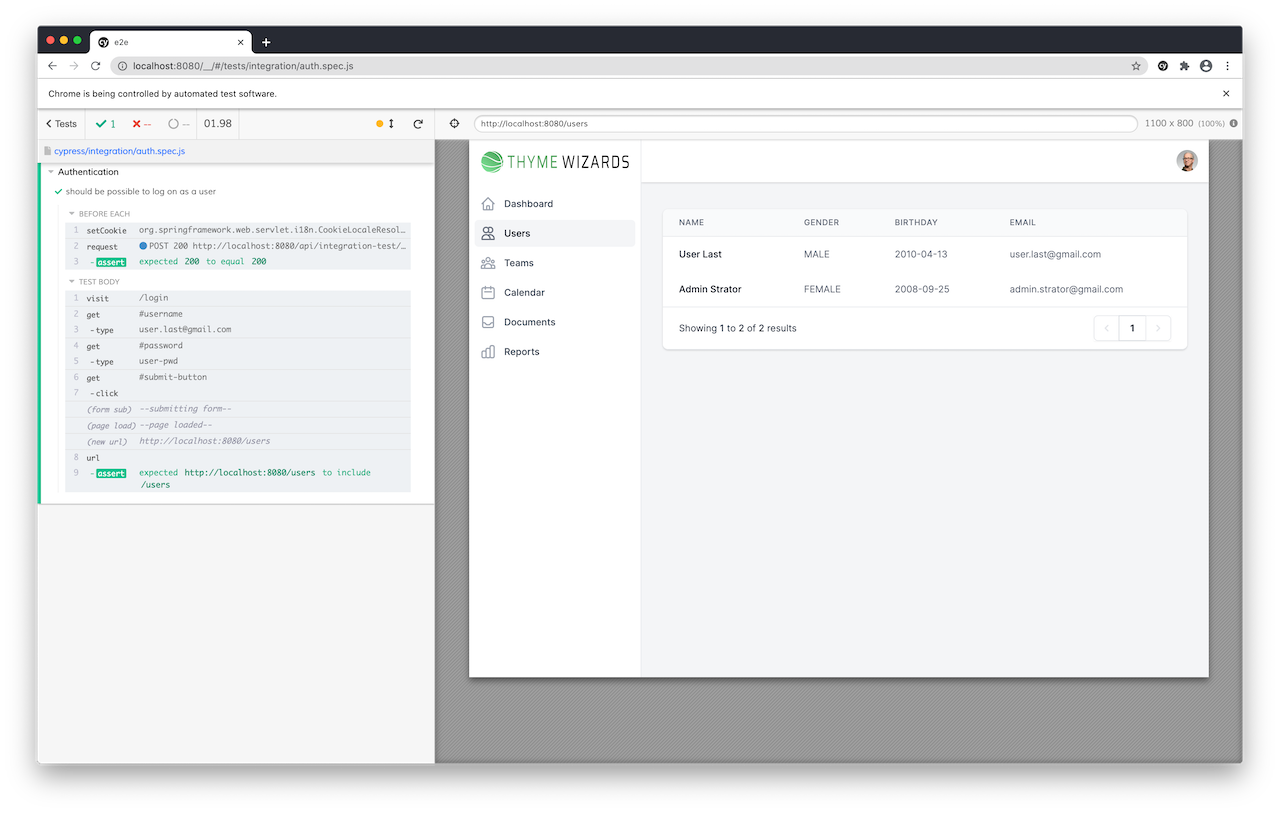 e2e
localhost:8080/__/#/tests/integration/auth.spec.js
Chrome is being controlled by automated test software.
Tests 1 -- -- 01.98
cypress/integration/auth.spec.js
Authentication
should be possible to log on as a user
BEFORE EACH
1 setCookie org.springframework.web.servlet.i18n.CookieLocaleResol...
2 request POST 200 http://localhost:8080/api/integration-test/...
3 -assert expected 200 to equal 200
TEST BODY
1 visit /login
2 get #username
3 -type user.last@gmail.com
4 get #password
5 -type user-pwd
6 get #submit-button
7 -click
(form sub) --submitting form--
(page load) --page loaded--
(new url) http://localhost:8080/users
8 url
9 -assert expected http://localhost:8080/users to include
/users
http://localhost:8080/users
1100 x 800 (100%)
THYME WIZARDS
Dashboard
Users
Teams
Calendar
Documents
Reports
NAME GENDER BIRTHDAY EMAIL
User Last MALE 2010-04-13 user.last@gmail.com
Admin Strator FEMALE 2008-09-25 admin.strator@gmail.com
Showing 1 to 2 of 2 results
1